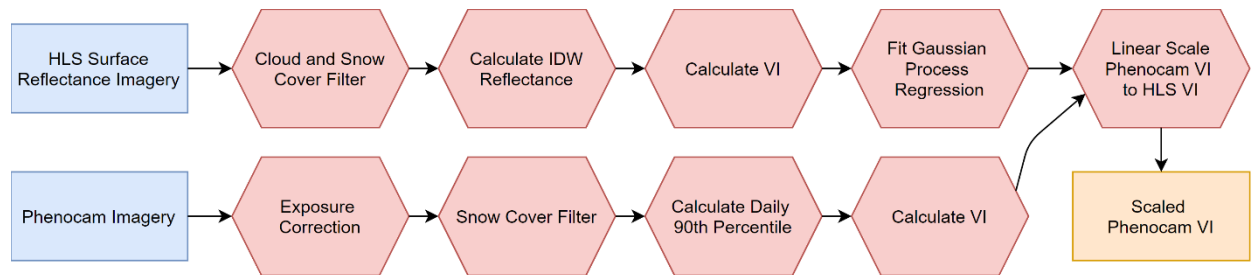 HLS Surface
Reflectance Imagery
Cloud and Snow
Cover Filter
Calculate IDW
Reflectance
Calculate VI
Fit Gaussian
Process
Regression
Linear Scale
Phenocam VI
to HLS VI
Phenocam Imagery
Exposure
Correction
Snow Cover Filter
Calculate Daily
90th Percentile
Calculate VI
Scaled
Phenocam VI